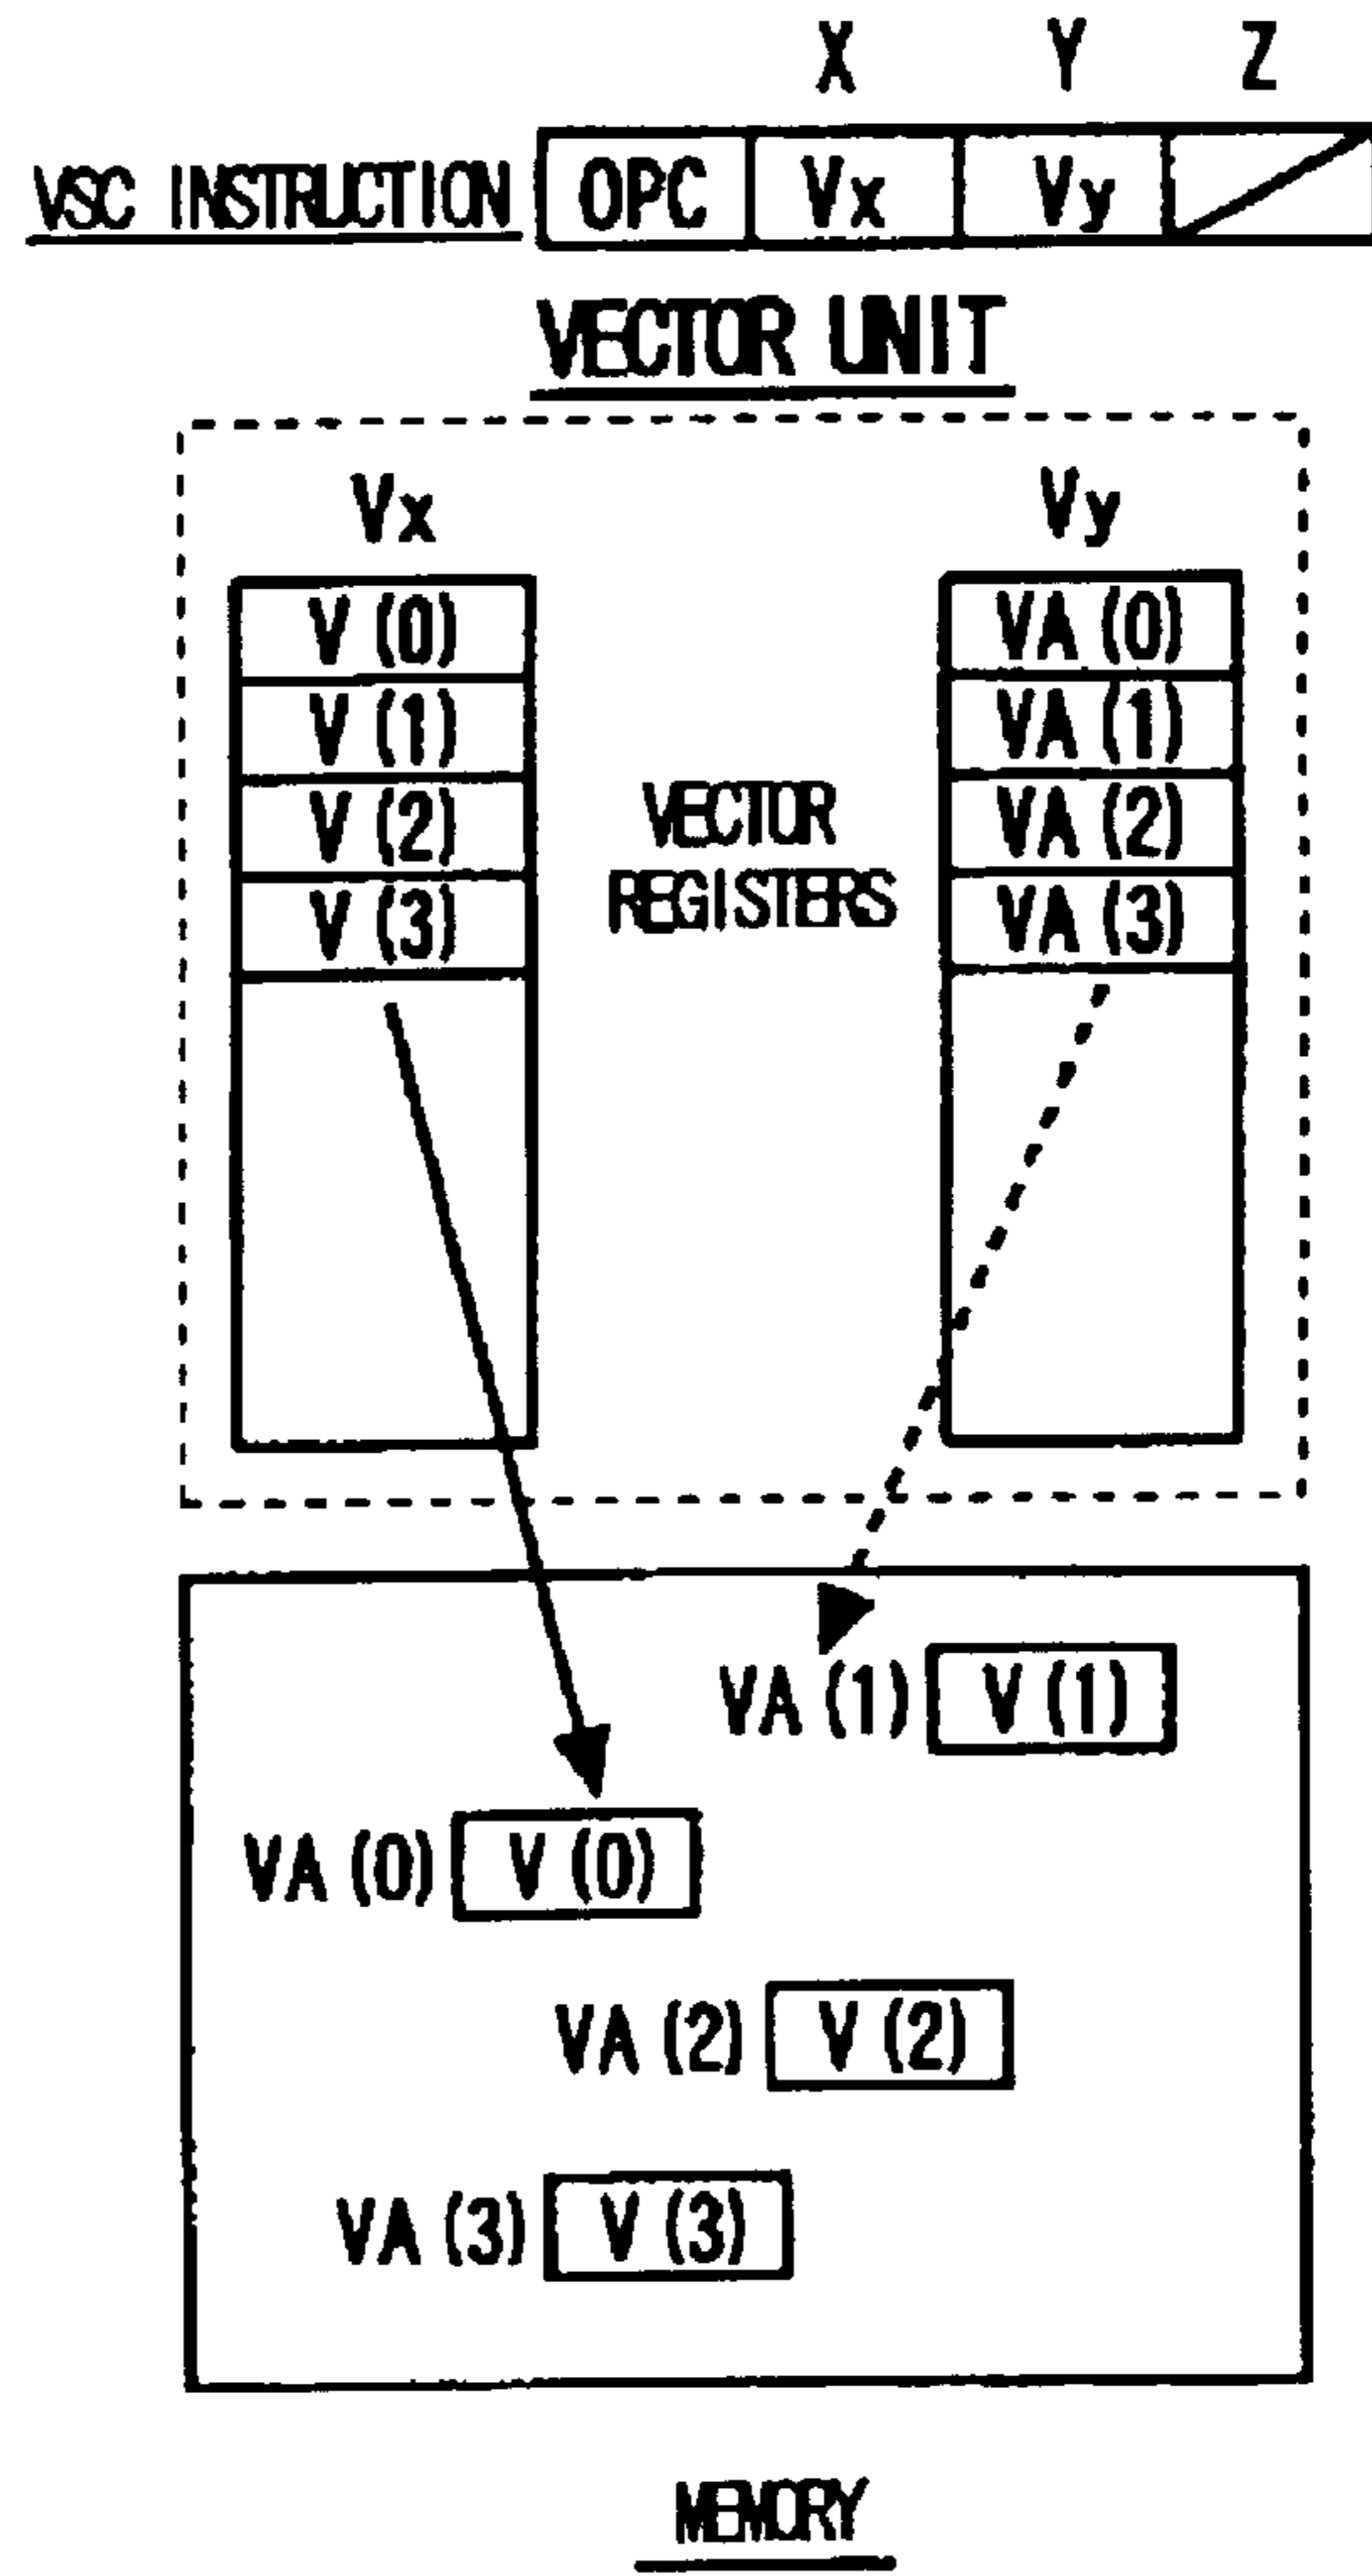 X Y Z
VSC INSTRUCTION OPC Vx Vy
VECTOR UNIT
Vx Vy
V (0) VA (0)
V (1) VA (1)
V (2) VA (2)
V (3) VA (3)
VECTOR
REGISTERS
VA (1) V (1)
VA (0) V (0)
VA (2) V (2)
VA (3) V (3)
MEMORY